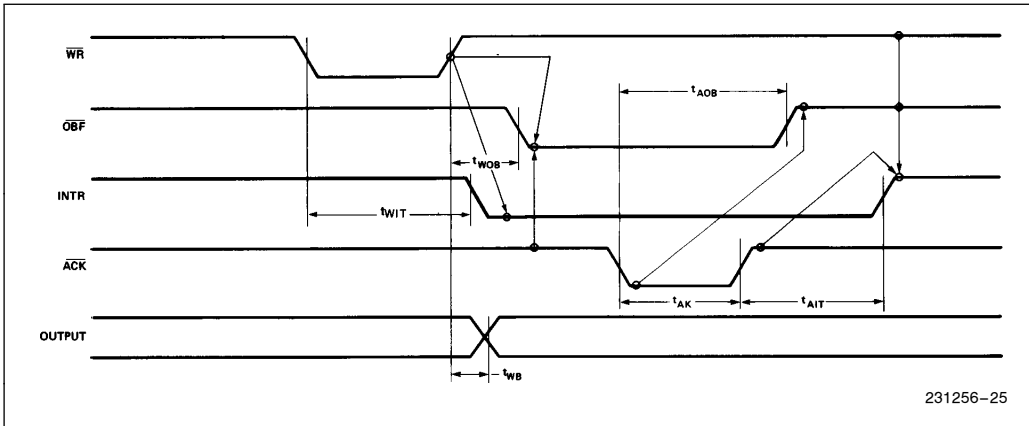 WR
tAOB
OBF
tWOB
INTR
tWIT
ACK
tAK
tAIT
OUTPUT
tWB
231256–25